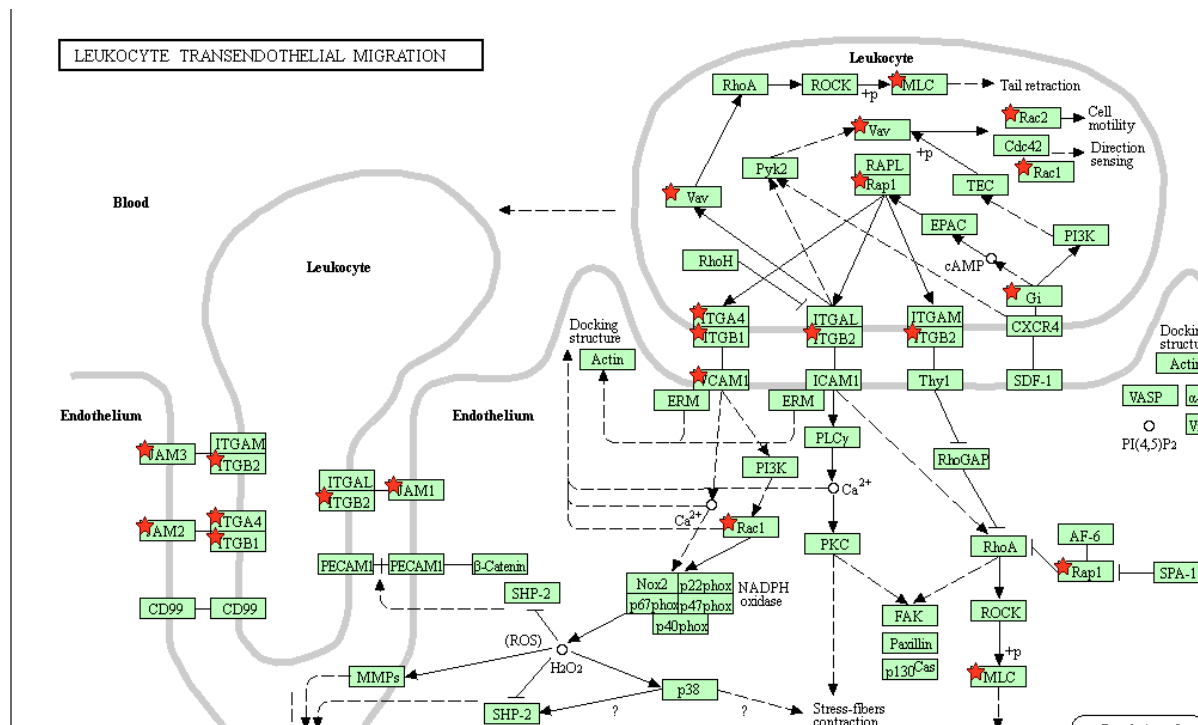 LEUKOCYTE TRANSENDOTHELIAL MIGRATION
Leukocyte
RhoA
ROCK
+p
MLC
Tail retraction
Rac2
Cell
motility
Vav
+p
Cdc42
Direction
sensing
Rac1
Pyk2
RAPL
Rap1
TEC
Vav
EPAC
PI3K
cAMP
RhoH
Gi
Blood
Leukocyte
ITGA4
ITGB1
ITGAL
ITGB2
ITGAM
ITGB2
CXCR4
Docking
structure
Actin
VCAM1
ICAM1
Thy1
SDF-1
ERM
ERM
Actin
VASP
PI(4,5)P2
Endothelium
Endothelium
PLCγ
RhoGAP
PI3K
Ca2+
Ca2+
Rac1
PKC
RhoA
AF-6
Rap1
SPA-1
JAM3
ITGAM
ITGB2
ITGAL
ITGB2
JAM1
JAM2
ITGA4
ITGB1
PECAM1
PECAM1
β-Catenin
CD99
CD99
SHP-2
Nox2
p22phox
p67phox
p47phox
p40phox
NADPH
oxidase
FAK
Paxillin
p130Cas
ROCK
+p
MLC
(ROS)
H2O2
MMPs
SHP-2
p38
?
?
Stress-fibers
contraction